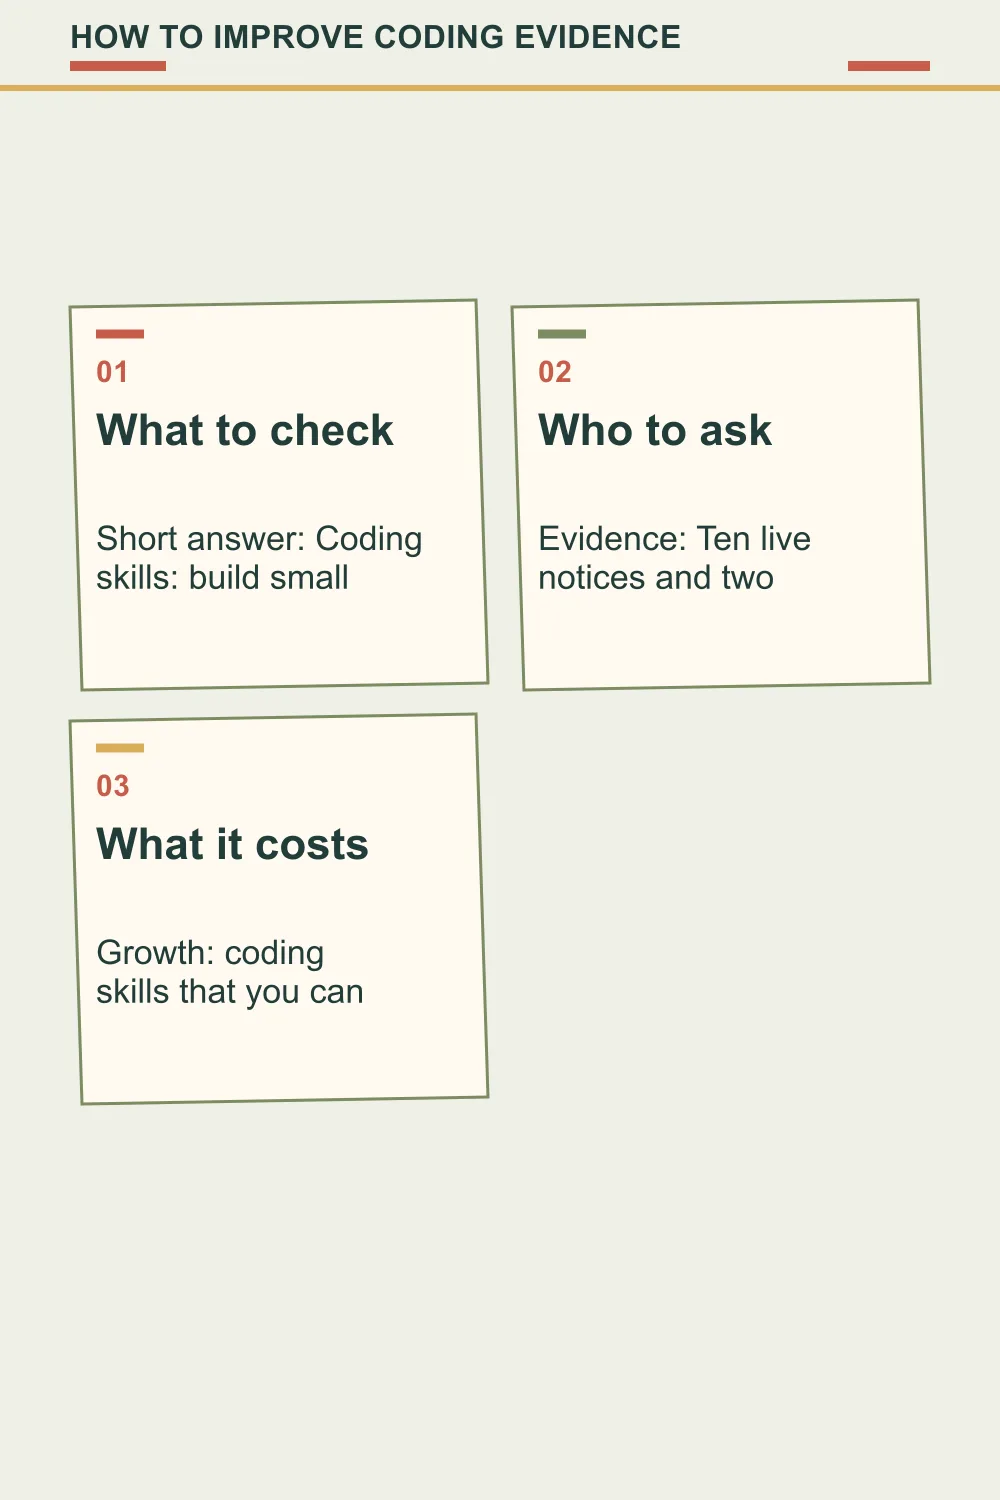 HOW TO IMPROVE CODING EVIDENCE
01
What to check
Short answer: Coding
skills: build small
02
Who to ask
Evidence: Ten live
notices and two
03
What it costs
Growth: coding
skills that you can